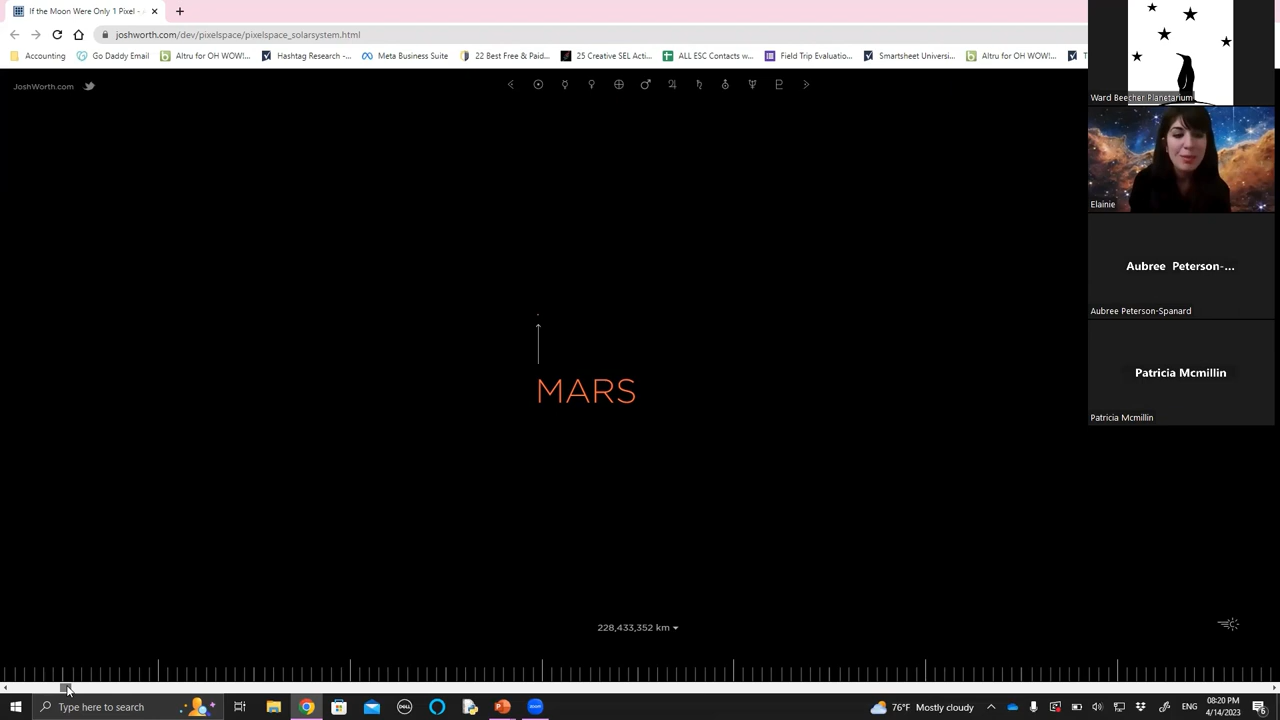 If the Moon Were Only 1 Pixel -
joshworth.com/dev/pixelspace/pixelspace_solarsystem.html
Accounting
Go Daddy Email
Altru for OH WOW!...
Hashtag Research -...
Meta Business Suite
22 Best Free & Paid...
25 Creative SEL Acti...
ALL ESC Contacts w...
Field Trip Evaluatio...
Smartsheet Universi...
Altru for OH WOW!...
JoshWorth.com
MARS
228,433,352 km
Ward Beecher Planetarium
Elainie
Aubree Peterson-...
Aubree Peterson-Spanard
Patricia Mcmillin
Patricia Mcmillin
Type here to search
DELL
76°F Mostly cloudy
ENG
08:20 PM
4/14/2023
6